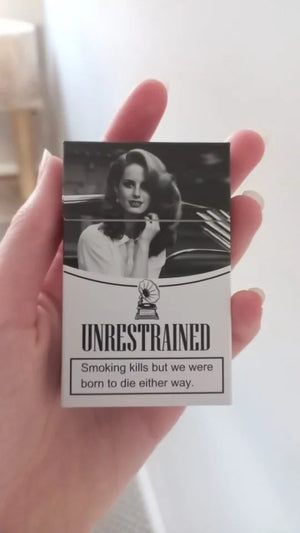 UNRESTRAINED
Smoking kills but we were
born to die either way.